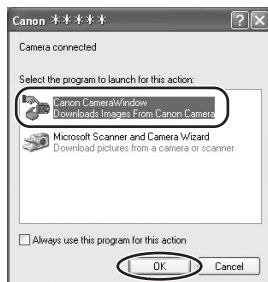 Canon *****
Camera connected
Select the program to launch for this action:
Canon CameraWindow
Downloads Images From Canon Camera
Microsoft Scanner and Camera Wizard
Download pictures from a camera or scanner
Always use this program for this action
OK
Cancel